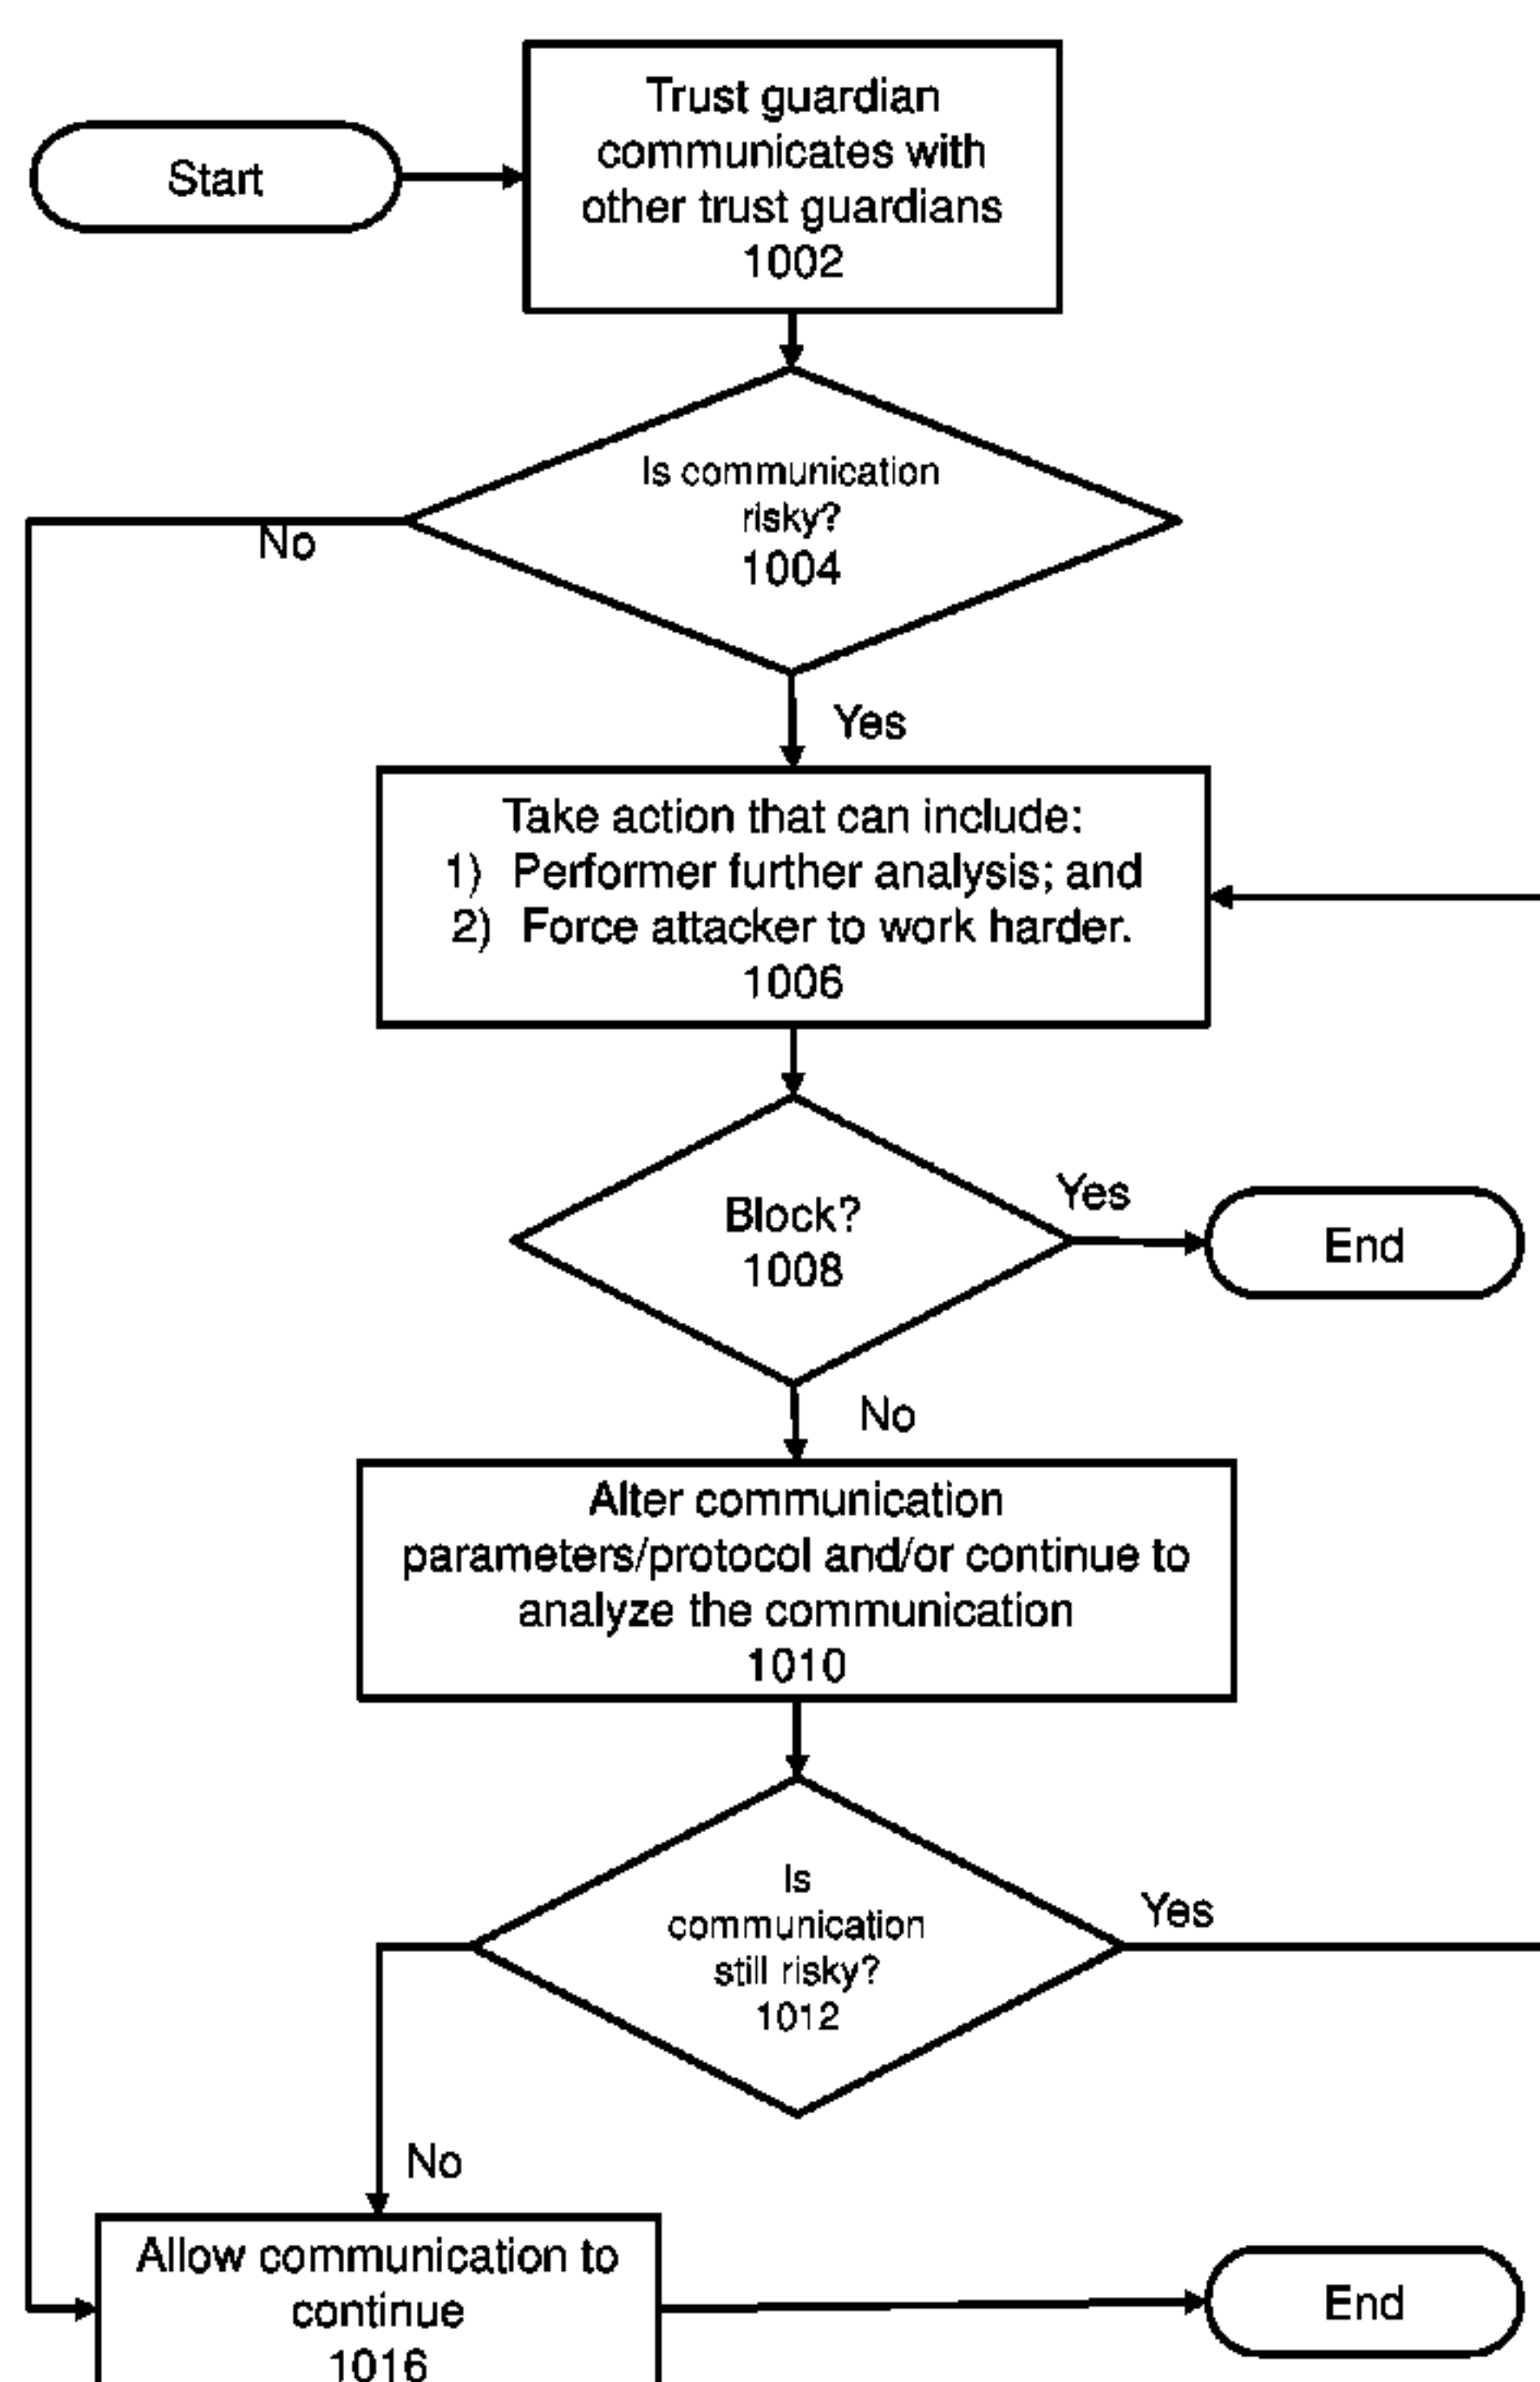 Start
Trust guardian
communicates with
other trust guardians
1002
Is communication
risky?
1004
No
Yes
Take action that can include:
1) Performer further analysis; and
2) Force attacker to work harder.
1006
Block?
1008
Yes
End
No
Alter communication
parameters/protocol and/or continue to
analyze the communication
1010
Is
communication
still risky?
1012
Yes
No
Allow communication to
continue
1016
End